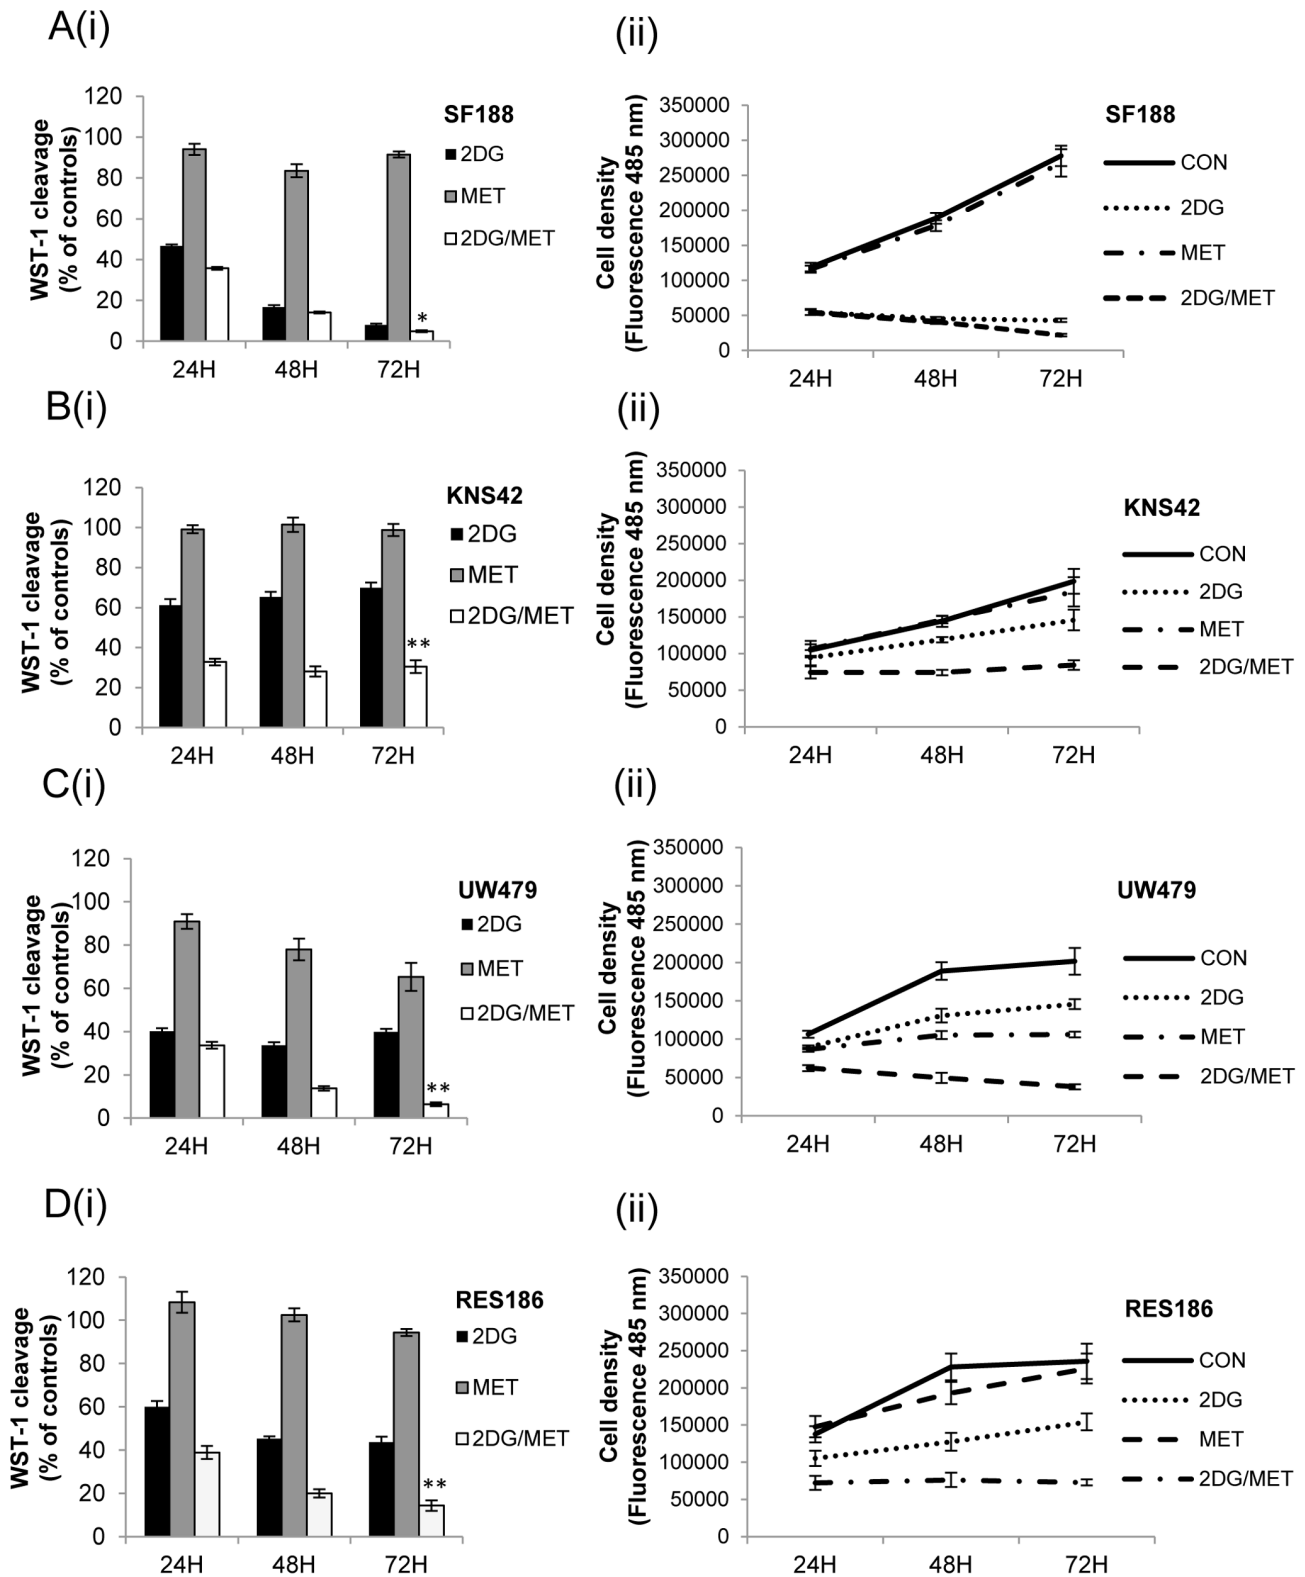 A(i)
WST-1 cleavage
(% of controls)
120
100
80
60
40
20
0
24H
48H
72H
*
SF188
2DG
MET
2DG/MET
(ii)
Cell density
(Fluorescence 485 nm)
350000
300000
250000
200000
150000
100000
50000
0
24H
48H
72H
SF188
CON
2DG
MET
2DG/MET
B(i)
WST-1 cleavage
(% of controls)
120
100
80
60
40
20
0
24H
48H
72H
**
KNS42
2DG
MET
2DG/MET
(ii)
Cell density
(Fluorescence 485 nm)
350000
300000
250000
200000
150000
100000
50000
0
24H
48H
72H
KNS42
CON
2DG
MET
2DG/MET
C(i)
WST-1 cleavage
(% of controls)
120
100
80
60
40
20
0
24H
48H
72H
**
UW479
2DG
MET
2DG/MET
(ii)
Cell density
(Fluorescence 485 nm)
350000
300000
250000
200000
150000
100000
50000
0
24H
48H
72H
UW479
CON
2DG
MET
2DG/MET
D(i)
WST-1 cleavage
(% of controls)
120
100
80
60
40
20
0
24H
48H
72H
**
RES186
2DG
MET
2DG/MET
(ii)
Cell density
(Fluorescence 485 nm)
350000
300000
250000
200000
150000
100000
50000
0
24H
48H
72H
RES186
CON
2DG
MET
2DG/MET